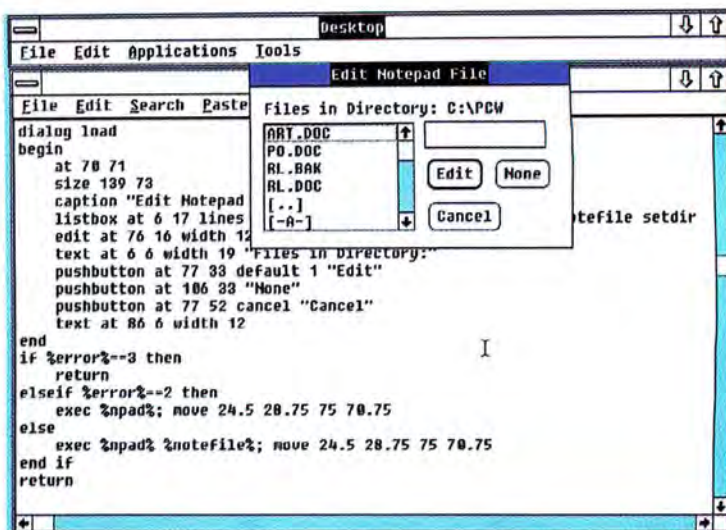 Desktop
File Edit Applications Tools
Edit Notepad File
File Edit Search Paste
Files in Directory: C:\PCW
ART.DOC
PO.DOC
RL.BAK
RL.DOC
[..]
[-A-]
Edit
None
Cancel
dialog load
begin
at 70 71
size 139 73
caption "Edit Notepad
listbox at 6 17 lines
otefile setdir
edit at 76 16 width 12
text at 6 6 width 19 "Files in Directory:"
pushbutton at 77 33 default 1 "Edit"
pushbutton at 106 33 "None"
pushbutton at 77 52 cancel "Cancel"
text at 86 6 width 12
end
if %error%==3 then
return
elseif %error%==2 then
exec %npad%; move 24.5 28.75 75 70.75
else
exec %npad% %notefile%; move 24.5 28.75 75 70.75
end if
return